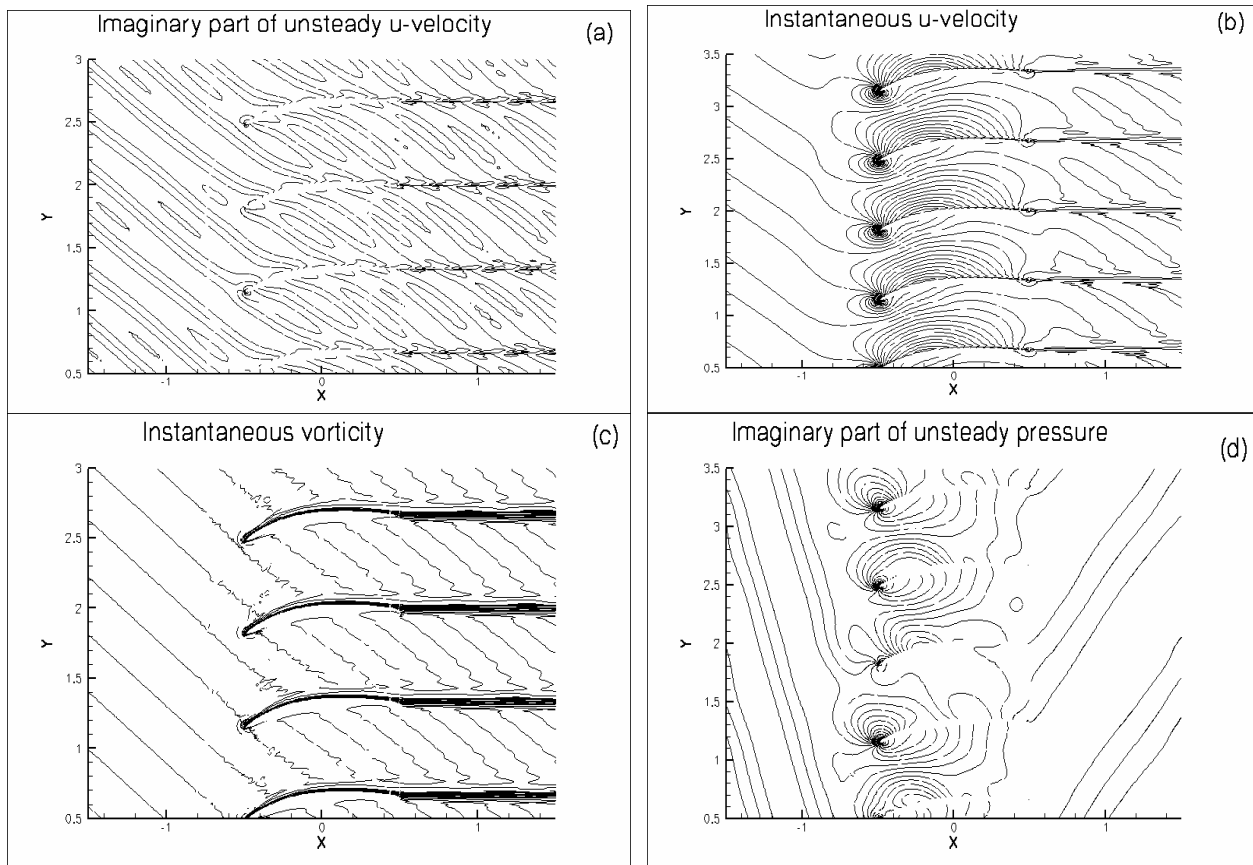 Imaginary part of unsteady u-velocity
(a)
3
2.5
2
1.5
1
0.5
Y
-1
0
1
X
Instantaneous u-velocity
(b)
3.5
3
2.5
2
1.5
1
0.5
Y
-1
0
1
X
Instantaneous vorticity
(c)
3
2.5
2
1.5
1
0.5
Y
-1
0
1
X
Imaginary part of unsteady pressure
(d)
3.5
3
2.5
2
1.5
1
0.5
Y
-1
0
1
X